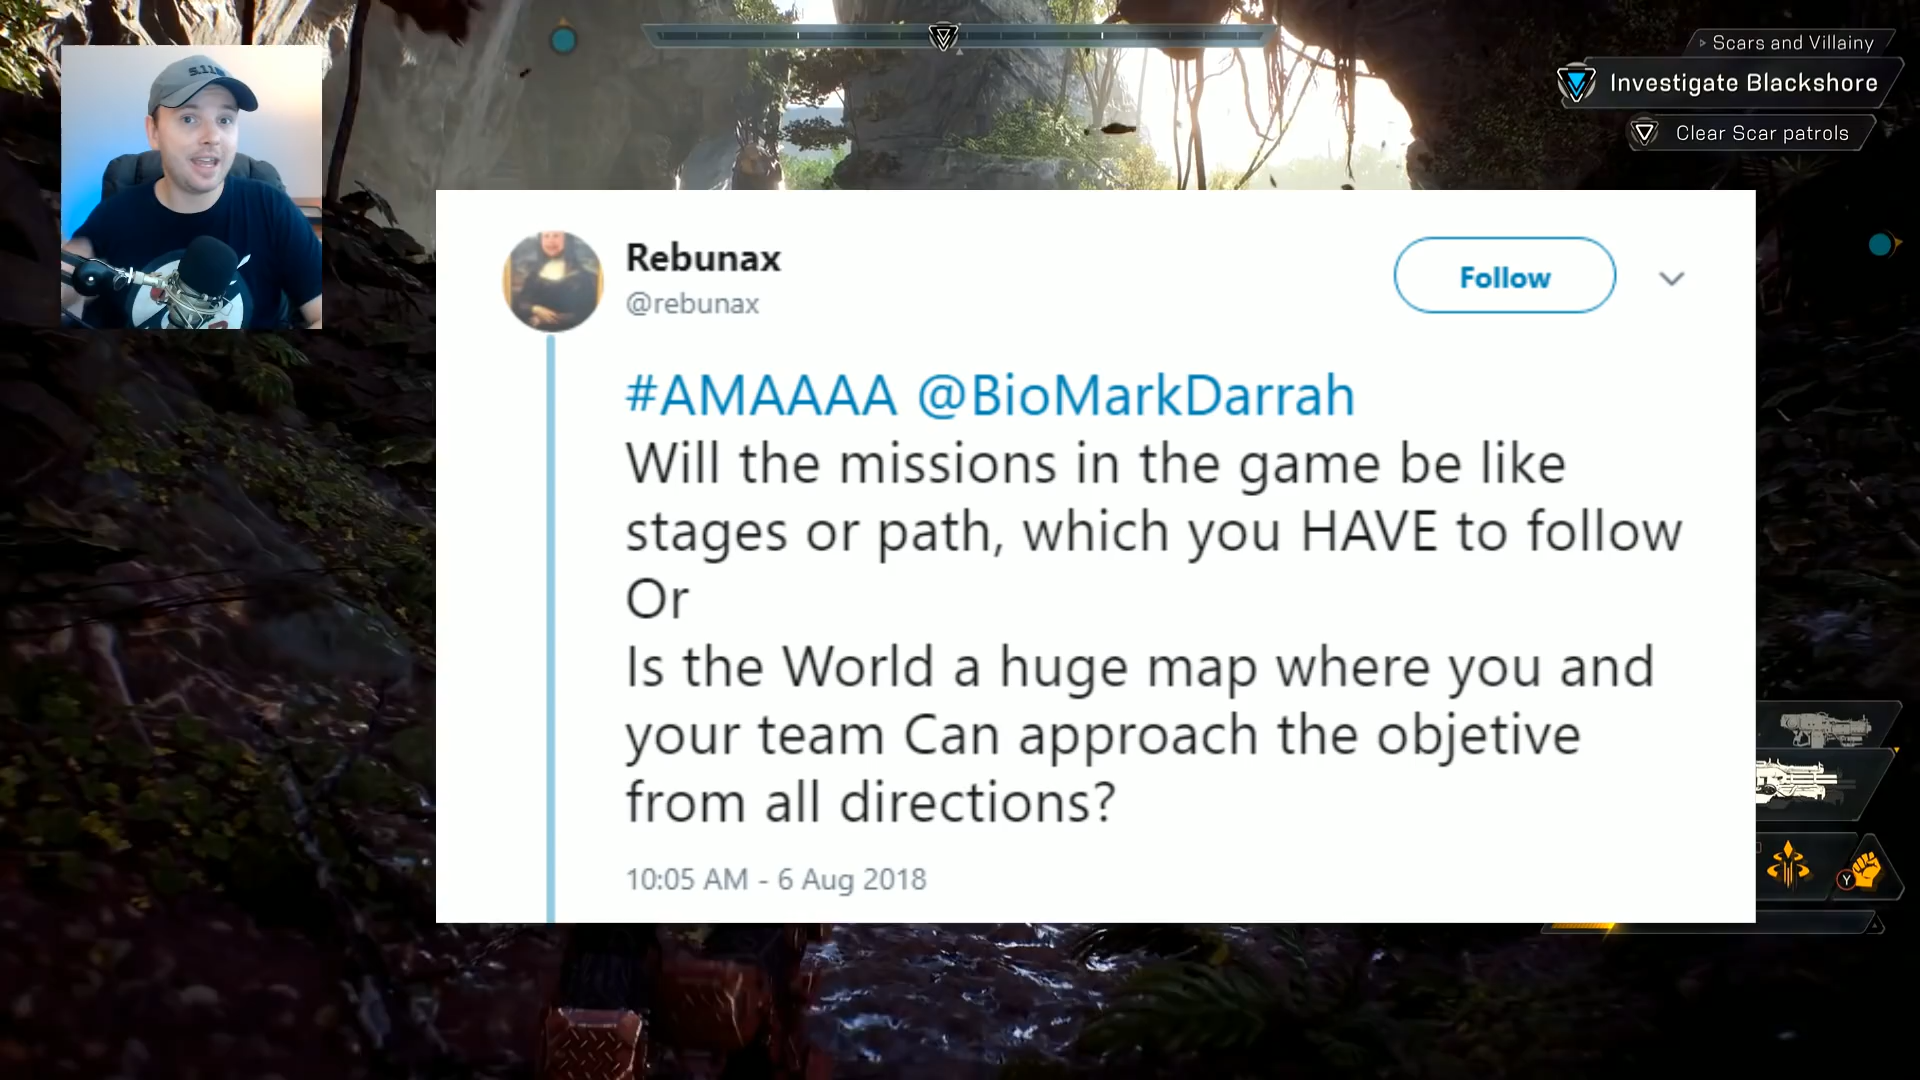 5.11
Scars and Villainy
Investigate Blackshore
Clear Scar patrols
Rebunax
@rebunax
Follow
#AMAAAA @BioMarkDarrah
Will the missions in the game be like
stages or path, which you HAVE to follow
Or
Is the World a huge map where you and
your team Can approach the objetive
from all directions?
10:05 AM - 6 Aug 2018
Y